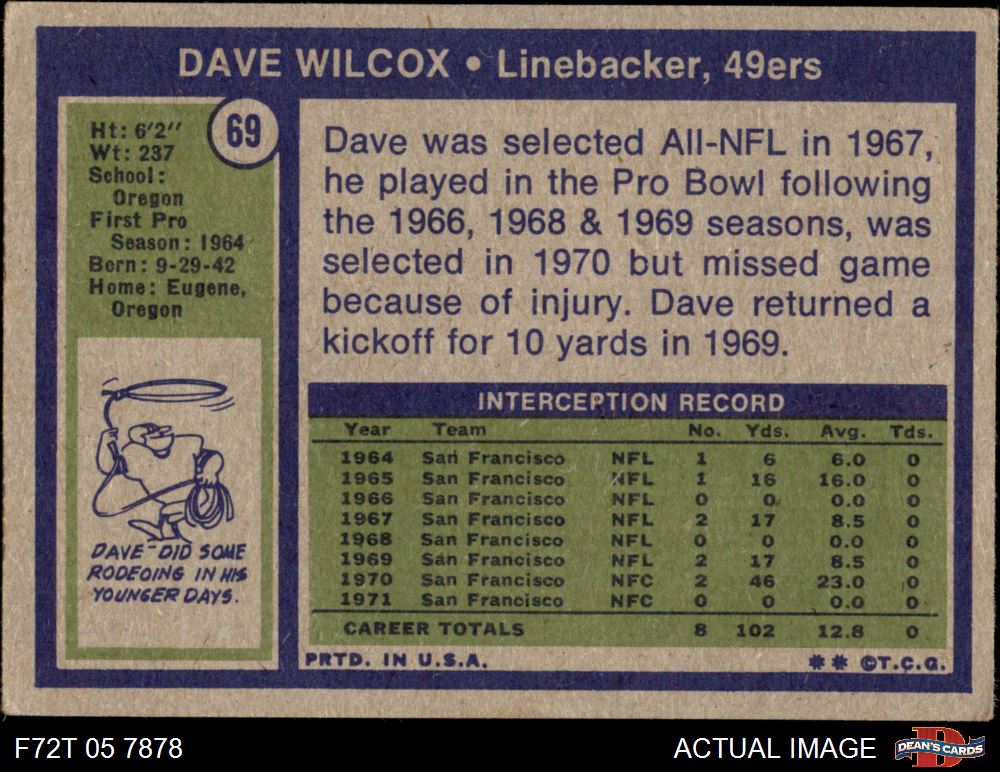 DAVE WILCOX • Linebacker, 49ers
69
Ht: 6'2"
Wt: 237
School:
Oregon
First Pro
Season: 1964
Born: 9-29-42
Home: Eugene,
Oregon
DAVE DID SOME
RODEOING IN HIS
YOUNGER DAYS.
Dave was selected All-NFL in 1967,
he played in the Pro Bowl following
the 1966, 1968 & 1969 seasons, was
selected in 1970 but missed game
because of injury. Dave returned a
kickoff for 10 yards in 1969.
INTERCEPTION RECORD
Year Team No. Yds. Avg. Tds.
1964 San Francisco NFL 1 6 6.0 0
1965 San Francisco NFL 1 16 16.0 0
1966 San Francisco NFL 0 0 0.0 0
1967 San Francisco NFL 2 17 8.5 0
1968 San Francisco NFL 0 0 0.0 0
1969 San Francisco NFL 2 17 8.5 0
1970 San Francisco NFC 2 46 23.0 0
1971 San Francisco NFC 0 0 0.0 0
CAREER TOTALS 8 102 12.8 0
PRTD. IN U.S.A. ** ©T.C.G.
F72T 05 7878 ACTUAL IMAGE DEAN'S CARDS